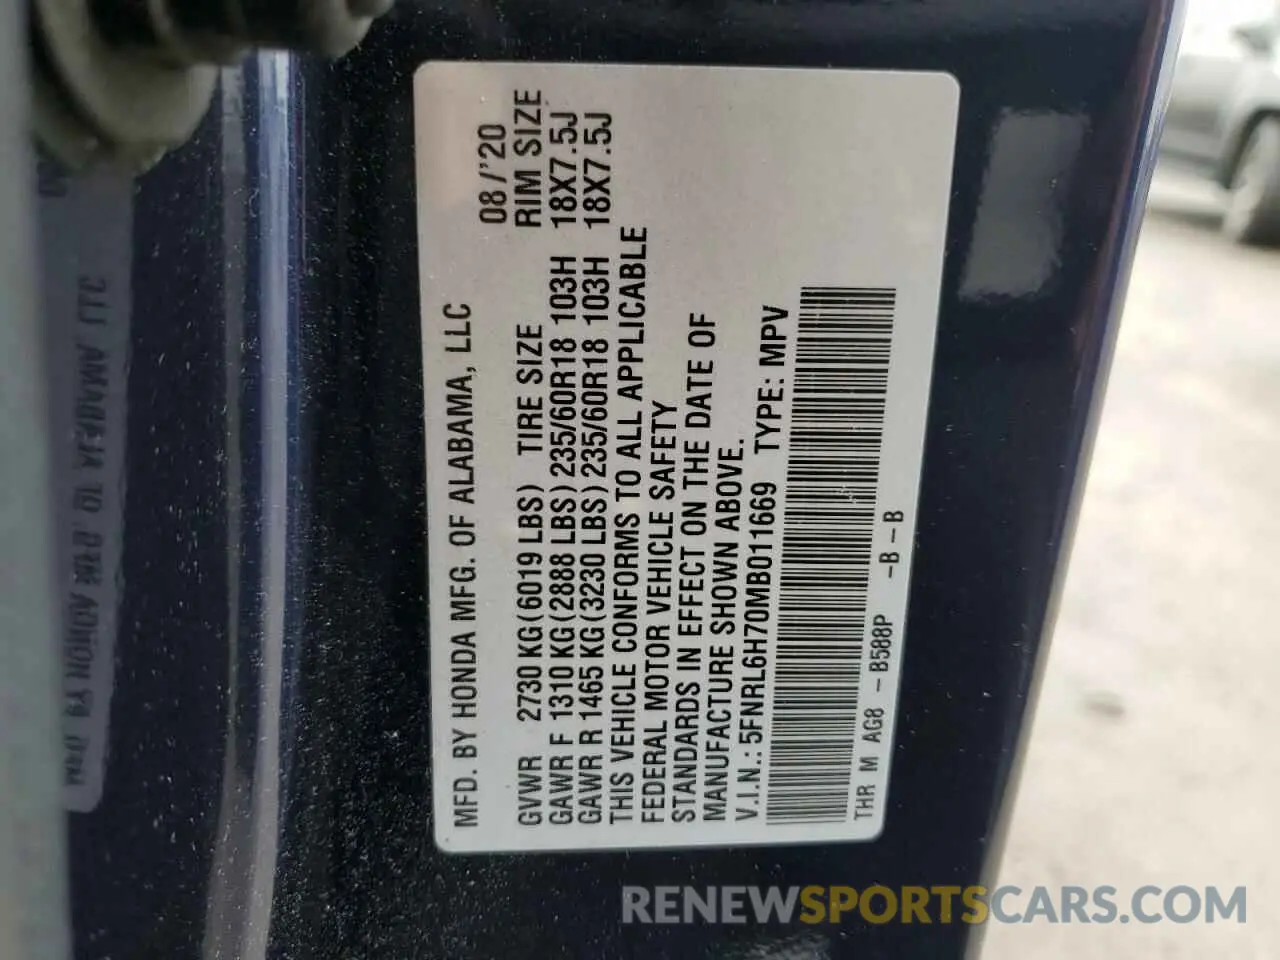 MFD. BY HONDA MFG. OF ALABAMA, LLC 08/'20
GVWR 2730 KG(6019 LBS) TIRE SIZE RIM SIZE
GAWR F 1310 KG(2888 LBS) 235/60R18 103H 18X7.5J
GAWR R 1465 KG(3230 LBS) 235/60R18 103H 18X7.5J
THIS VEHICLE CONFORMS TO ALL APPLICABLE
FEDERAL MOTOR VEHICLE SAFETY
STANDARDS IN EFFECT ON THE DATE OF
MANUFACTURE SHOWN ABOVE.
V.I.N.: 5FNRL6H70MB011669 TYPE: MPV
THR M AG8 -B588P -B-B
RENEWSPORTSCARS.COM